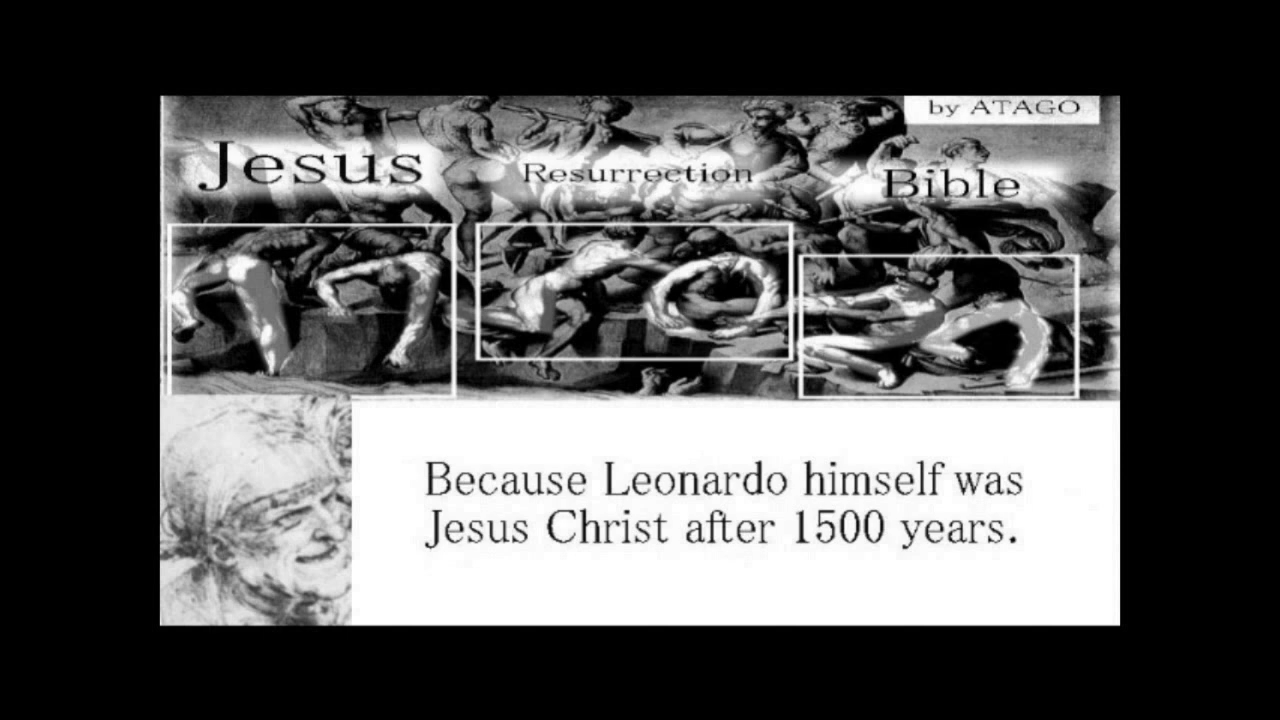 by ATAGO
Jesus
Resurrection
Bible
Because Leonardo himself was
Jesus Christ after 1500 years.